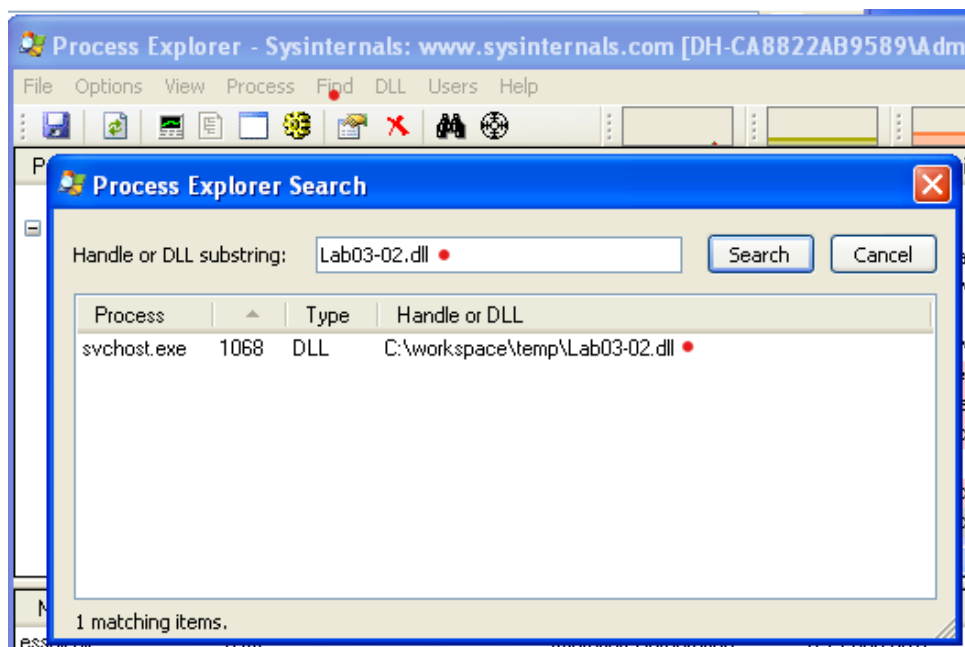 Process Explorer - Sysinternals: www.sysinternals.com [DH-CA8822AB9589\Adm
File Options View Process Find DLL Users Help
Process Explorer Search
Handle or DLL substring: Lab03-02.dll Search Cancel
Process Type Handle or DLL
svchost.exe 1068 DLL C:\workspace\temp\Lab03-02.dll
1 matching items.